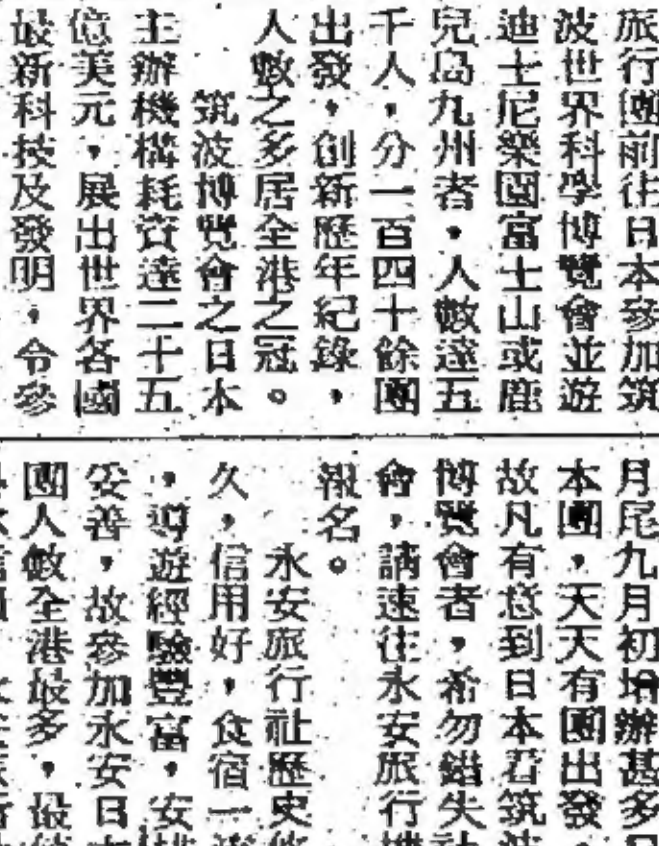 旅行團前往日本參加筑
波世界科學博覽會並遊
迪士尼樂園富士山或鹿
兒島九州者，人數達五
千人，分一百四十餘團
出發，創新歷年紀錄，
人數之多居全港之冠。
筑波博覽會之日本
主辦機構耗資達二十五
億美元，展出世界各國
最新科技及發明，令參
月尾九月初增辦甚多日
本團，天天有團出發，
故凡有意到日本看筑波
博覽會者，希勿錯失
會，請速往永安旅行
報名。
永安旅行社歷史悠
久，信用好，食宿一流
，導遊經驗豐富，安排
妥善，故參加永安日本
團人數全港最多，最